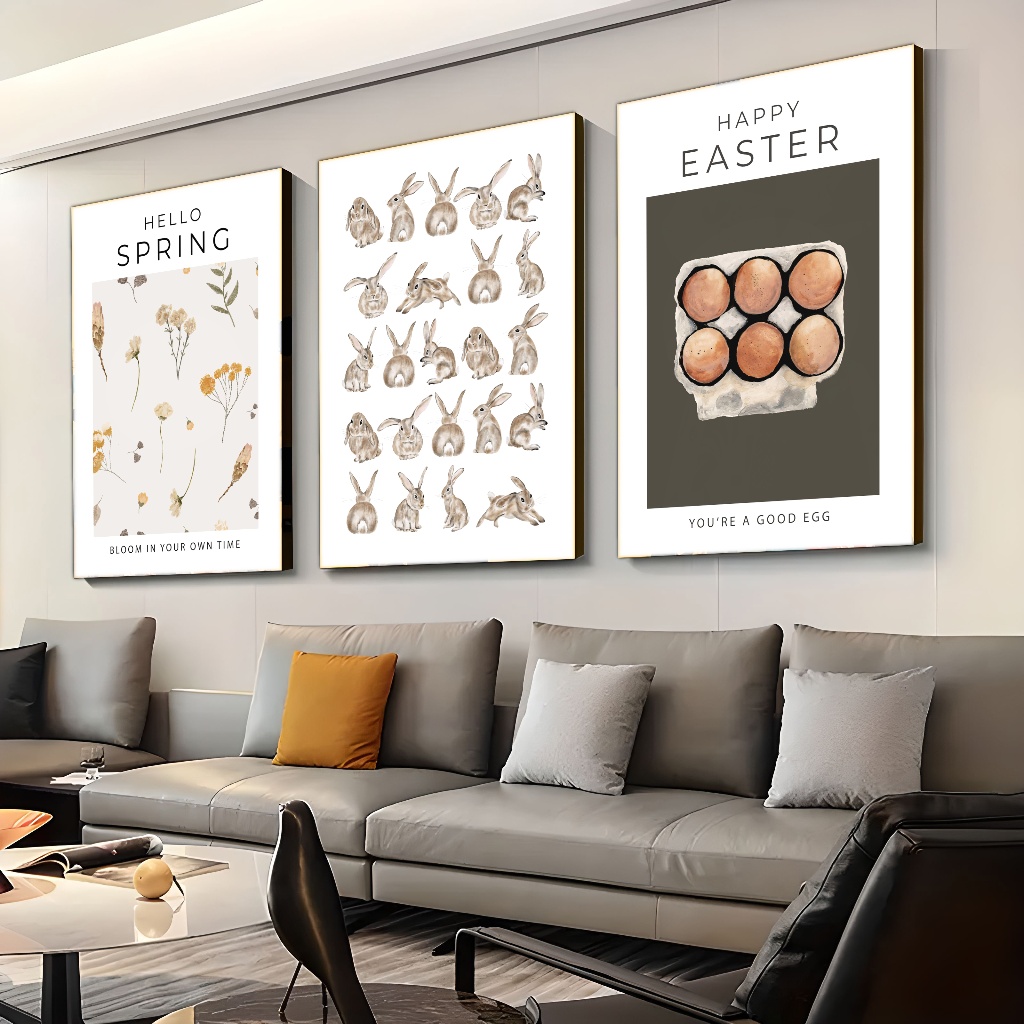 HELLO
SPRING
BLOOM IN YOUR OWN TIME
HAPPY
EASTER
YOU'RE A GOOD EGG